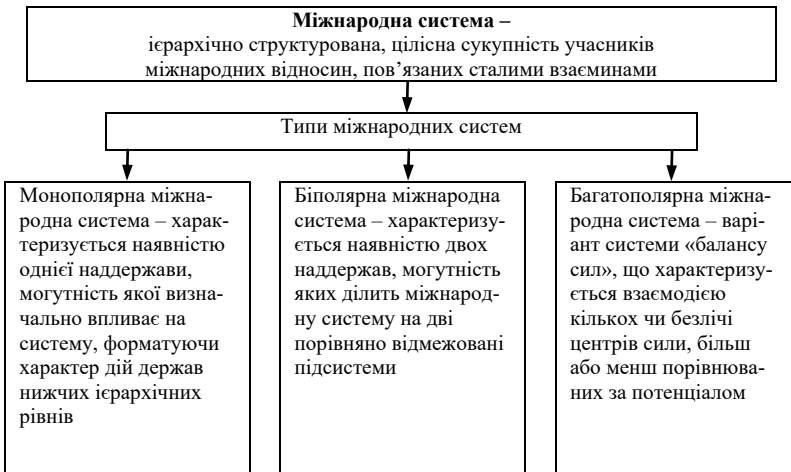 Міжнародна система –
ієрархічно структурована, цілісна сукупність учасників
міжнародних відносин, пов’язаних сталими взаєминами
Типи міжнародних систем
Монополярна міжна-
родна система – харак-
теризується наявністю
однієї наддержави,
могутність якої визна-
чально впливає на
систему, форматуючи
характер дій держав
нижчих ієрархічних
рівнів
Біполярна міжнародна
система – характеризу-
ється наявністю двох
наддержав, могутність
яких ділить міжнарод-
ну систему на дві
порівняно відмежовані
підсистеми
Багатополярна міжна-
родна система – варі-
ант системи «балансу
сил», що характеризу-
ється взаємодією
кількох чи безлічі
центрів сили, більш
або менш порівнюва-
них за потенціалом